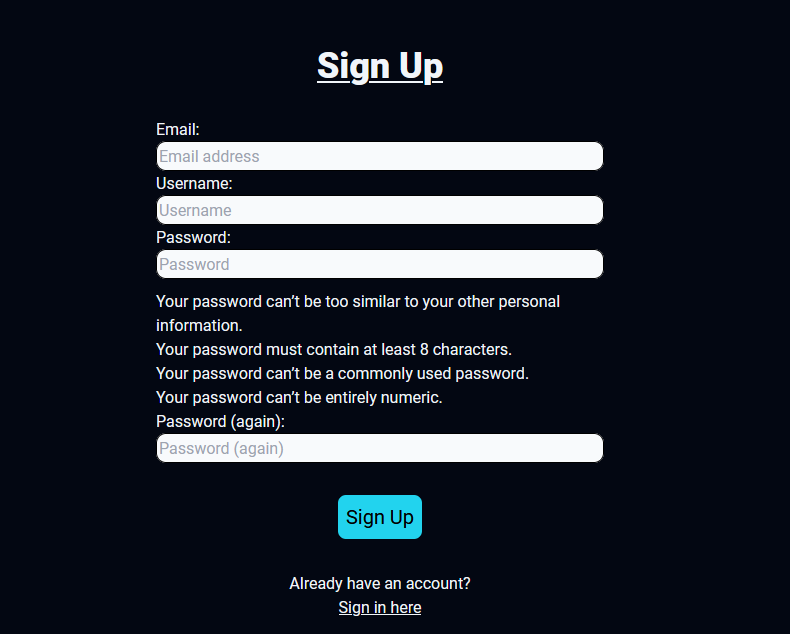 Sign Up
Email:
Email address
Username:
Username
Password:
Password
Your password can’t be too similar to your other personal
information.
Your password must contain at least 8 characters.
Your password can’t be a commonly used password.
Your password can’t be entirely numeric.
Password (again):
Password (again)
Sign Up
Already have an account?
Sign in here